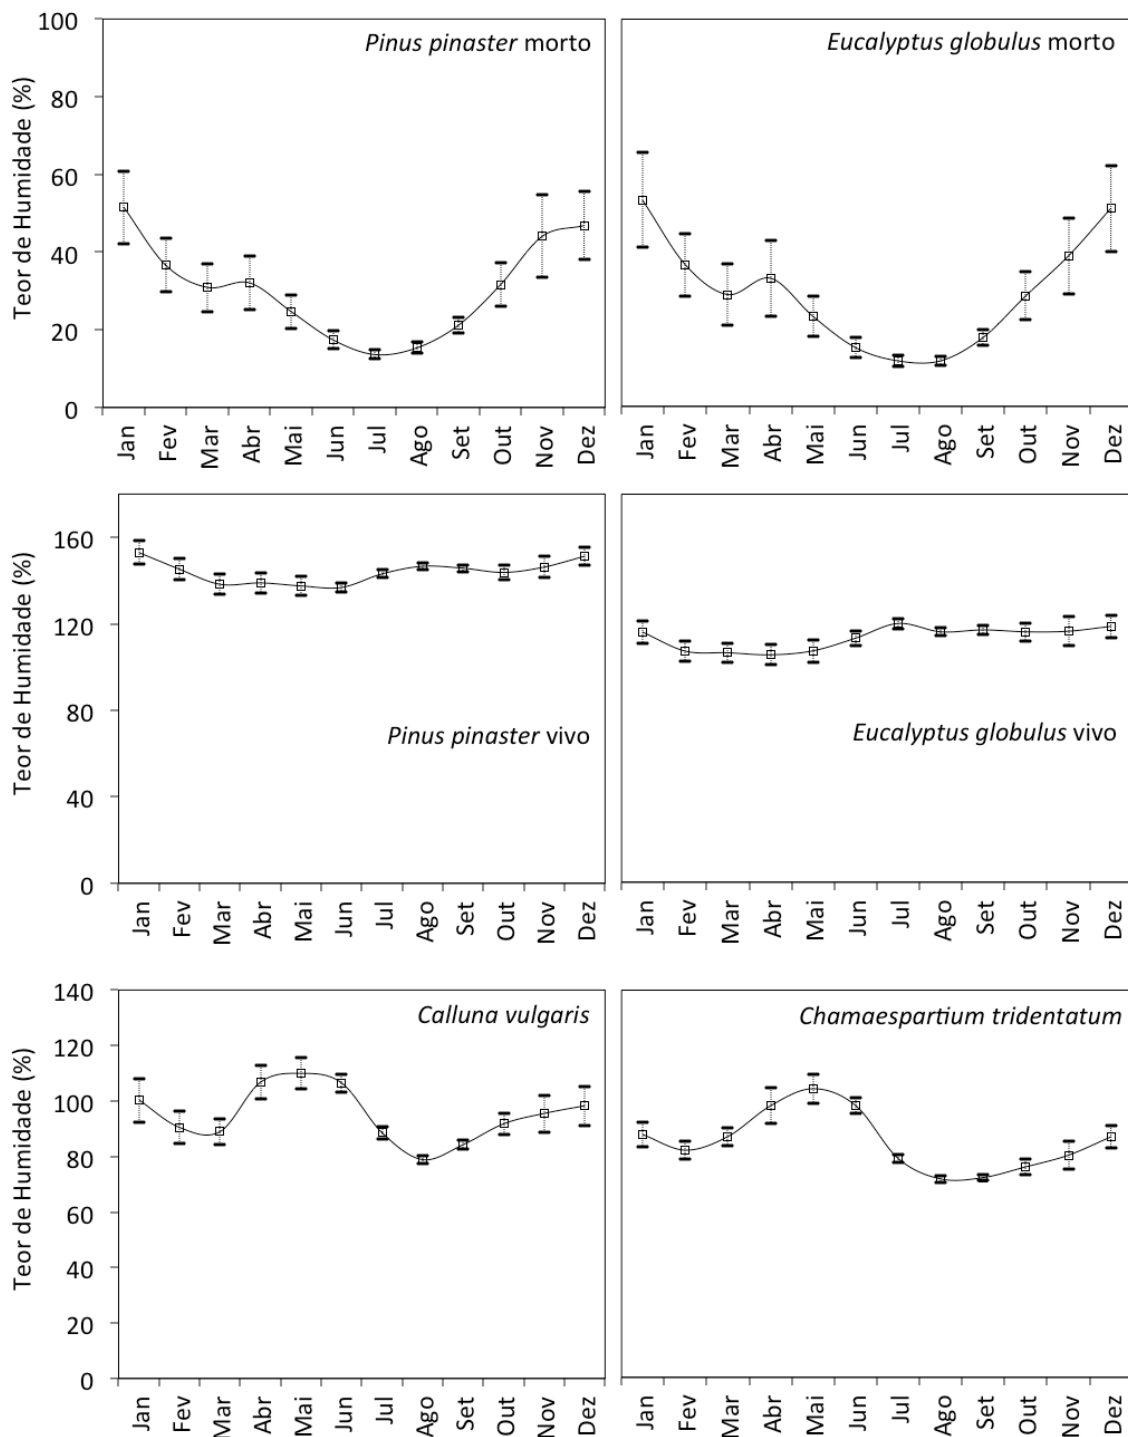 Pinus pinaster morto
Eucalyptus globulus morto
Teor de Humidade (%)
100
80
60
40
20
0
Jan Fev Mar Abr Mai Jun Jul Ago Set Out Nov Dez
Jan Fev Mar Abr Mai Jun Jul Ago Set Out Nov Dez
Teor de Humidade (%)
160
120
80
40
0
Pinus pinaster vivo
Eucalyptus globulus vivo
Jan Fev Mar Abr Mai Jun Jul Ago Set Out Nov Dez
Jan Fev Mar Abr Mai Jun Jul Ago Set Out Nov Dez
Calluna vulgaris
Chamaespartium tridentatum
Teor de Humidade (%)
140
120
100
80
60
40
20
0
Jan Fev Mar Abr Mai Jun Jul Ago Set Out Nov Dez
Jan Fev Mar Abr Mai Jun Jul Ago Set Out Nov Dez